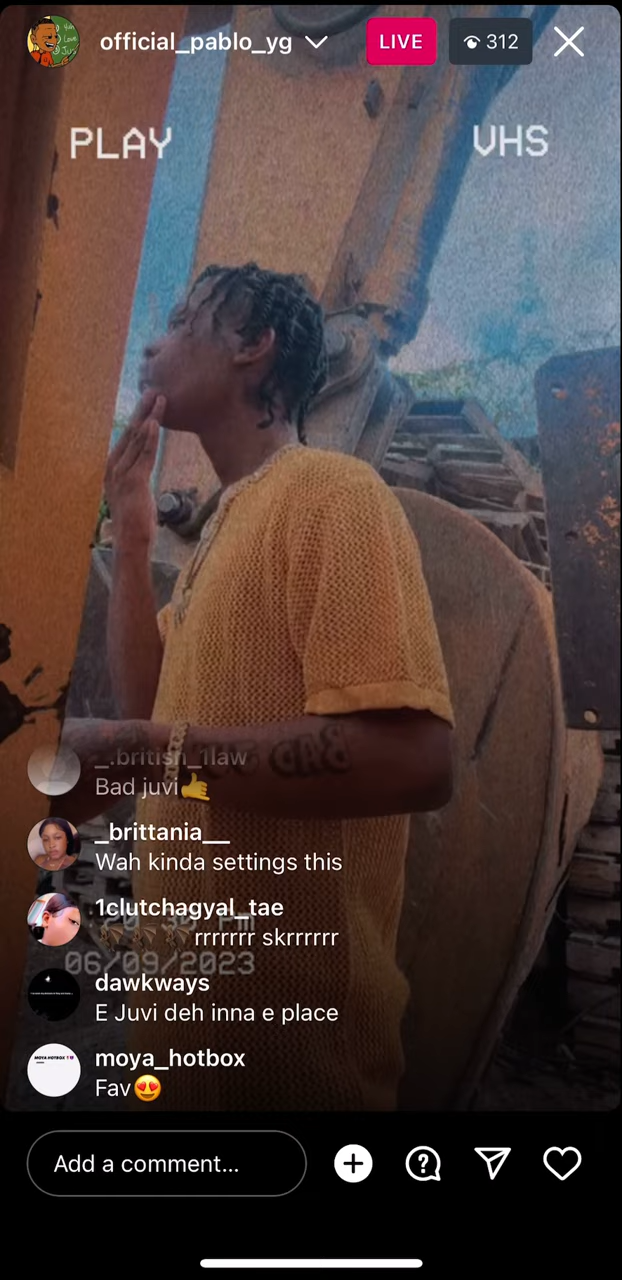 official_pablo_yg
LIVE
312
PLAY
VHS
_.british_1law
Bad juvi🤙
_brittania__
Wah kinda settings this
1clutchagyal_tae
🦇🦇🦇rrrrrrr skrrrrrr
06/09/2023
dawkways
E Juvi deh inna e place
moya_hotbox
Fav😍
Add a comment...